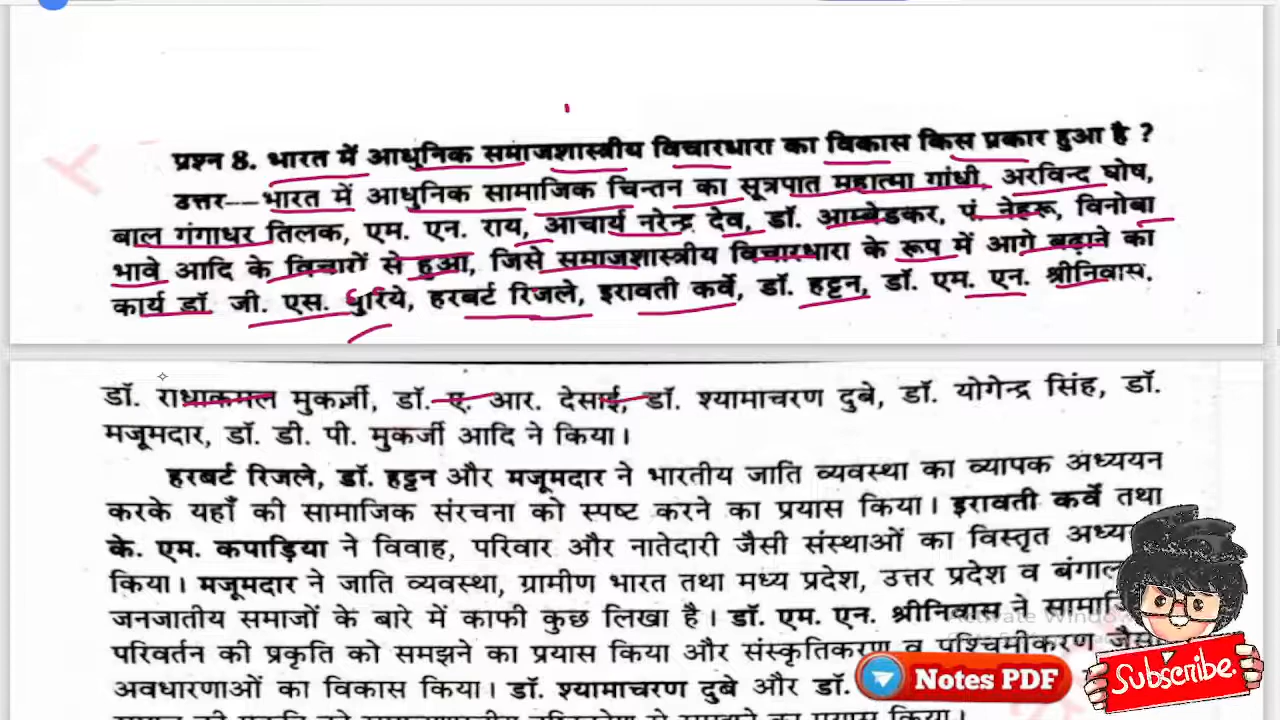 प्रश्न 8. भारत में आधुनिक समाजशास्त्रीय विचारधारा का विकास किस प्रकार हुआ है ?
उत्तर—भारत में आधुनिक सामाजिक चिन्तन का सूत्रपात महात्मा गांधी, अरविन्द घोष,
बाल गंगाधर तिलक, एम. एन. राय, आचार्य नरेन्द्र देव, डॉ. आम्बेडकर, पं. नेहरू, विनोबा
भावे आदि के विचारों से हुआ, जिसे समाजशास्त्रीय विचारधारा के रूप में आगे बढ़ाने का
कार्य डॉ. जी. एस. घुरिये, हरबर्ट रिजले, इरावती कर्वे, डॉ. हट्टन, डॉ. एम. एन. श्रीनिवास,
डॉ. राधाकमल मुकर्जी, डॉ. ए. आर. देसाई, डॉ. श्यामाचरण दुबे, डॉ. योगेन्द्र सिंह, डॉ.
मजूमदार, डॉ. डी. पी. मुकर्जी आदि ने किया।
हरबर्ट रिजले, डॉ. हट्टन और मजूमदार ने भारतीय जाति व्यवस्था का व्यापक अध्ययन
करके यहाँ की सामाजिक संरचना को स्पष्ट करने का प्रयास किया। इरावती कर्वे तथा
के. एम. कपाड़िया ने विवाह, परिवार और नातेदारी जैसी संस्थाओं का विस्तृत
किया। मजूमदार ने जाति व्यवस्था, ग्रामीण भारत तथा मध्य प्रदेश, उत्तर प्रदेश व
जनजातीय समाजों के बारे में काफी कुछ लिखा है। डॉ. एम. एन. श्रीनिवास ने
परिवर्तन की प्रकृति को समझने का प्रयास किया और संस्कृतिकरण व पश्चिमीकरण जैसी
अवधारणाओं का विकास किया। डॉ. श्यामाचरण दुबे और डॉ.
Notes PDF
Subscribe